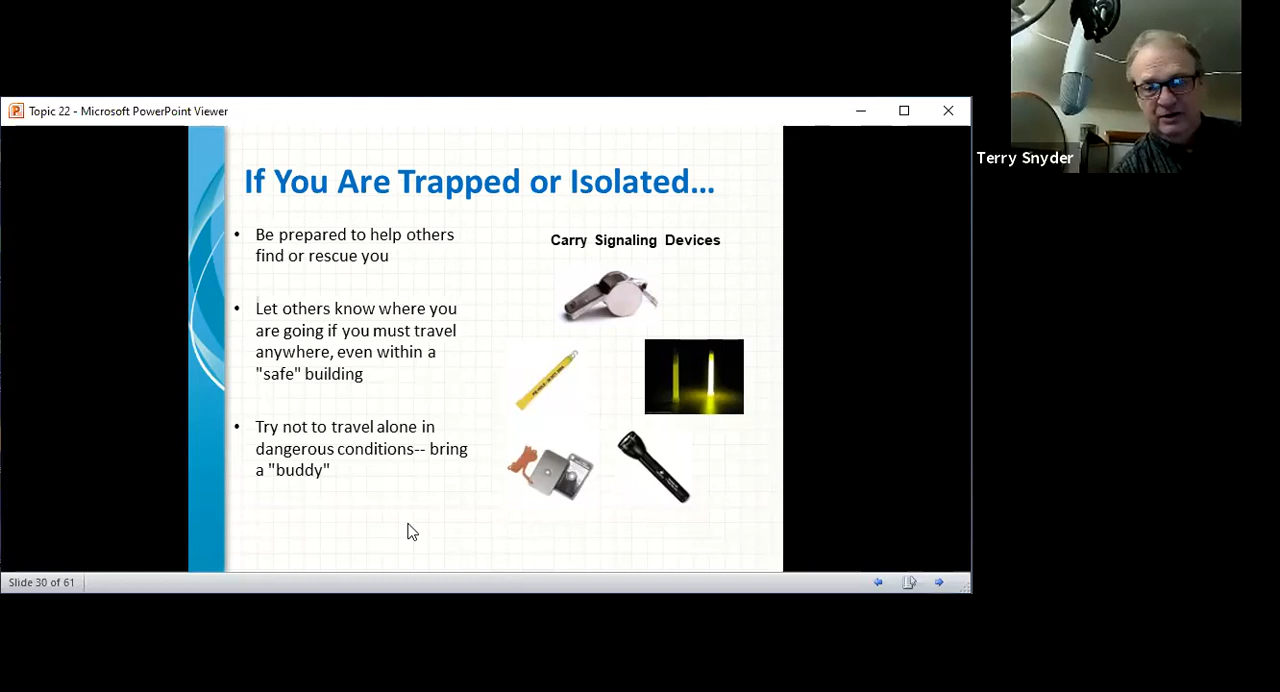 Topic 22 - Microsoft PowerPoint Viewer
If You Are Trapped or Isolated...
• Be prepared to help others
find or rescue you
• Let others know where you
are going if you must travel
anywhere, even within a
"safe" building
• Try not to travel alone in
dangerous conditions-- bring
a "buddy"
Carry Signaling Devices
Slide 30 of 61
Terry Snyder